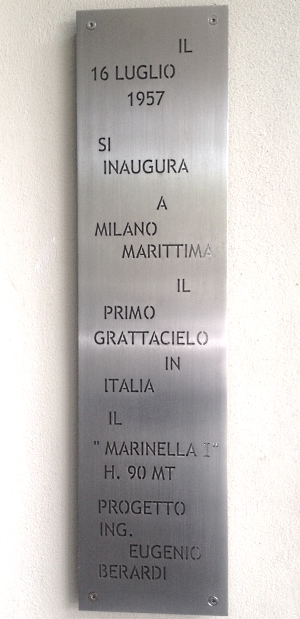 IL
16 LUGLIO
1957
SI
INAUGURA
A
MILANO
MARITTIMA
IL
PRIMO
GRATTACIELO
IN
ITALIA
IL
" MARINELLA I"
H. 90 MT
PROGETTO
ING.
EUGENIO
BERARDI